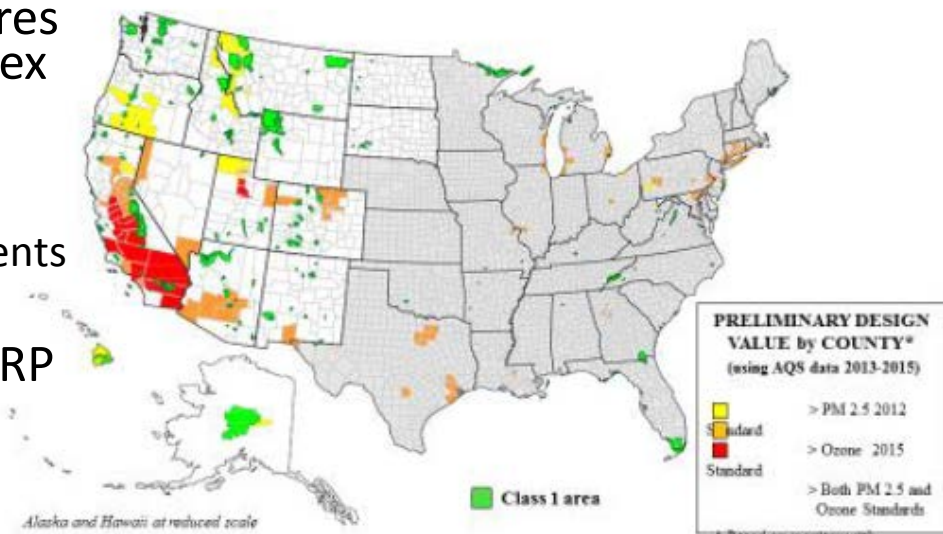 res
ex
ents
RP
PRELIMINARY DESIGN
VALUE by COUNTY*
(using AQS data 2013-2015)
> PM 2.5 2012
Standard
> Ozone 2015
Standard
> Both PM 2.5 and
Ozone Standards
Class 1 area
Alaska and Hawaii at reduced scale